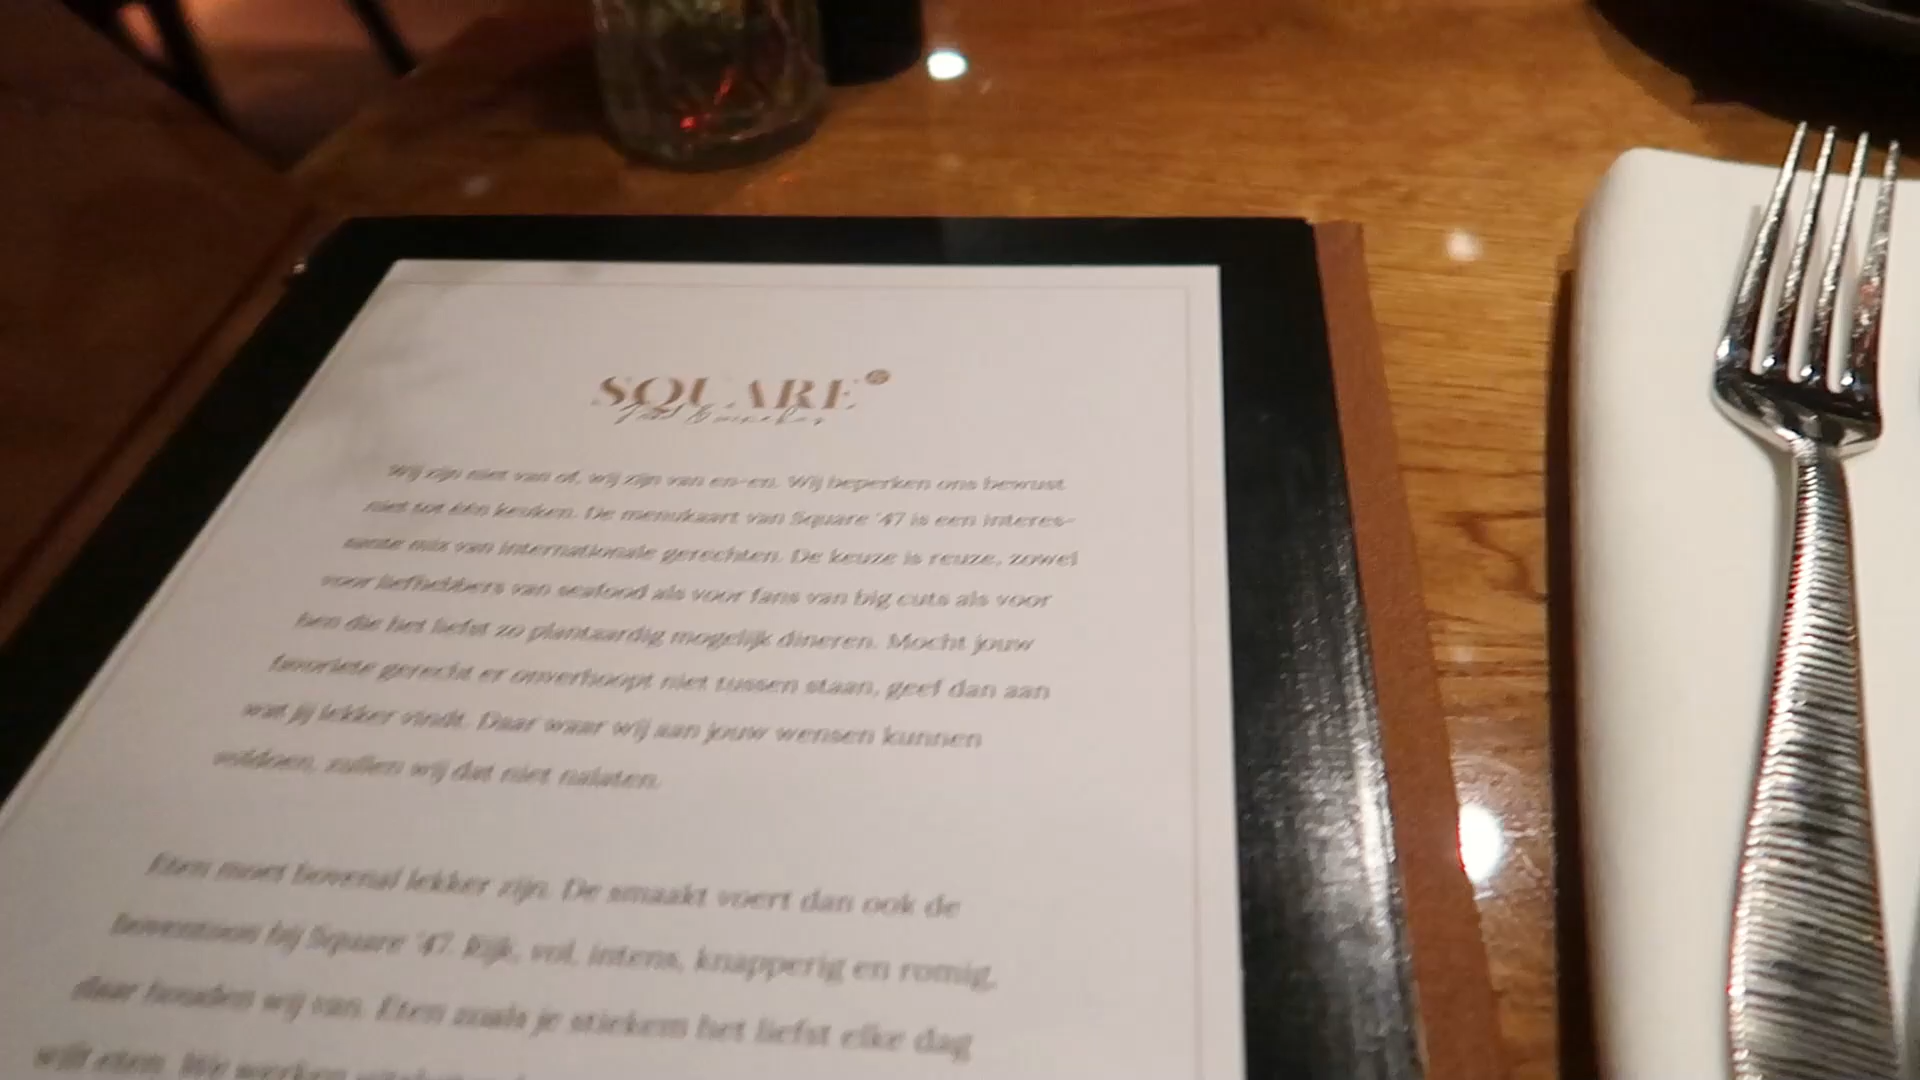 SQUARE
Wij zijn niet van of, wij zijn van en-en. Wij beperken ons bewust
niet tot één keuken. De menukaart van Square '47 is een interes-
sante mix van internationale gerechten. De keuze is reuze, zowel
voor liefhebbers van seafood als voor fans van big cuts als voor
hen die het liefst zo plantaardig mogelijk dineren. Mocht jouw
favoriete gerecht er onverhoopt niet tussen staan, geef dan aan
wat jij lekker vindt. Daar waar wij aan jouw wensen kunnen
voldoen, zullen wij dat niet nalaten.
Eten moet bovenal lekker zijn. De smaakt voert dan ook de
boventoon bij Square '47. Rijk, vol, intens, knapperig en romig,
daar houden wij van. Eten zoals je stiekem het liefst elke dag
wilt eten. We werken